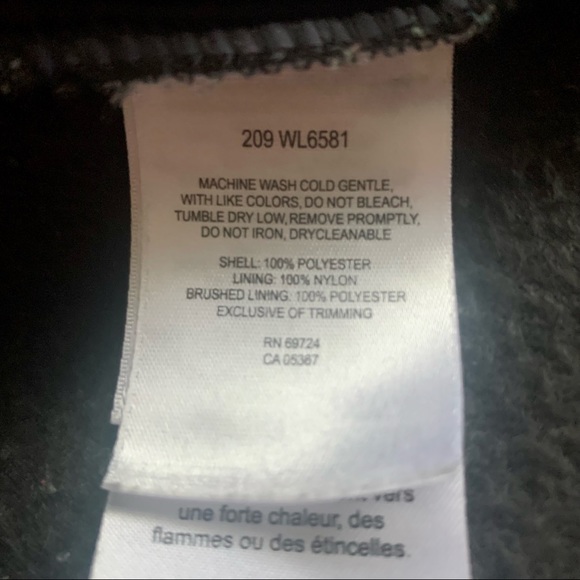 209 WL6581
MACHINE WASH COLD GENTLE,
WITH LIKE COLORS, DO NOT BLEACH,
TUMBLE DRY LOW, REMOVE PROMPTLY,
DO NOT IRON, DRYCLEANABLE
SHELL: 100% POLYESTER
LINING: 100% NYLON
BRUSHED LINING: 100% POLYESTER
EXCLUSIVE OF TRIMMING
RN 69724
CA 05367
vers
une forte chaleur, des
flammes ou des étincelles.